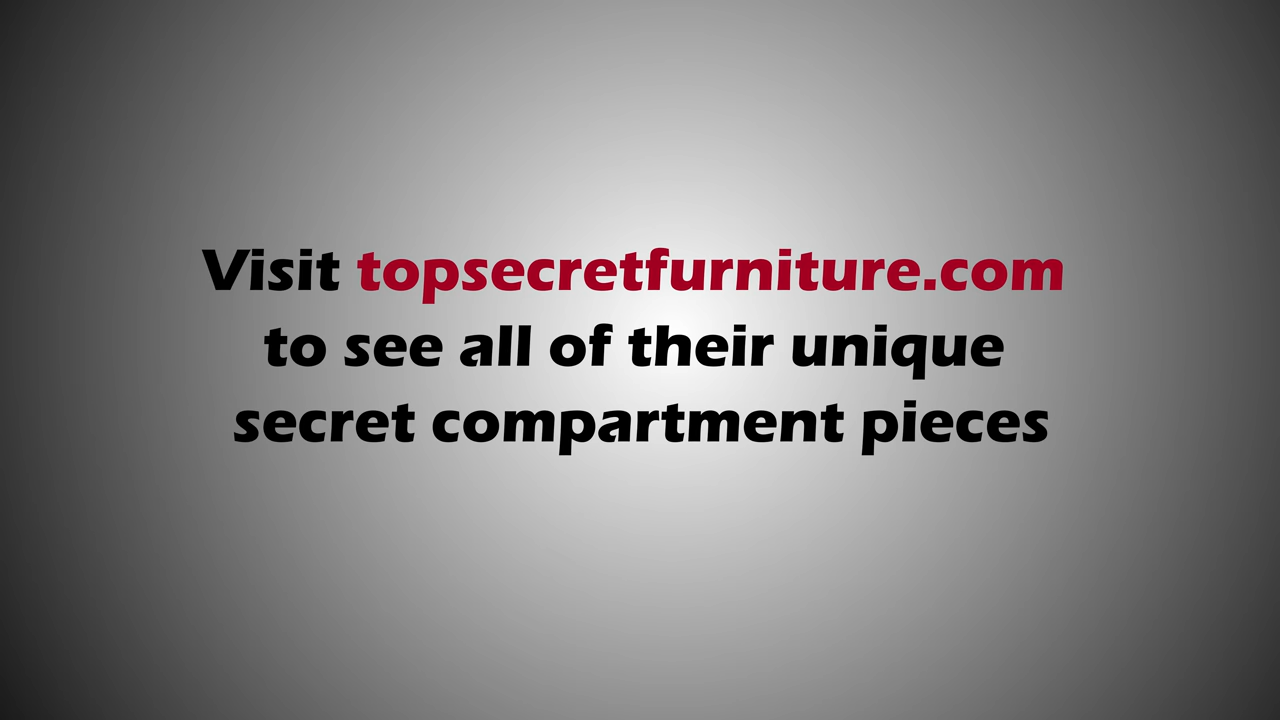 Visit topsecretfurniture.com
to see all of their unique
secret compartment pieces